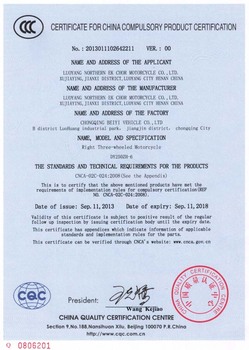 CCC
CERTIFICATE FOR CHINA COMPULSORY PRODUCT CERTIFICATION
No.: 2013011102642211 VER.: 00
NAME AND ADDRESS OF THE APPLICANT
LUOYANG NORTHERN EK CHOR MOTORCYCLE CO.,LTD.
XUJIAYING,JIANXI DISTRICT,LUOYANG CITY HENAN CHINA
NAME AND ADDRESS OF THE MANUFACTURER
LUOYANG NORTHERN EK CHOR MOTORCYCLE CO.,LTD.
XUJIAYING,JIANXI DISTRICT,LUOYANG CITY HENAN CHINA
NAME AND ADDRESS OF THE FACTORY
CHONGQING BEIYI VEHICLE CO.,LTD
B district Luohuang industrial park, jiangjin district, chongqing City
NAME, MODEL AND SPECIFICATION
Right Three-wheeled Motorcycle
THE STANDARDS AND TECHNICAL REQUIREMENTS FOR THE PRODUCTS
CNCA-02C-024:2008(See the Appendix)
This is to certify that the above mentioned products have met the
requirements of implementation rules for compulsory certification(REF
NO. CNCA-02C-024:2008).
Date of issue: Sep.11,2013 Date of expiry: Sep.11,2018
Validity of this certificate is subject to positive result of the regular
follow up inspection by issuing certification body until the expiry date.
This certificate has appendices which indicate information of applicable
standards and implementation rules for the parts.
This certificate can be verified through CNCA's website: www.cnca.gov.cn
CQC
President:
Wang Kejiao
CHINA QUALITY CERTIFICATION CENTRE
Section 9,No.188,Nansihuan Xilu, Beijing 100070 P.R.China
http://www.cqc.com.cn
Q 0806201